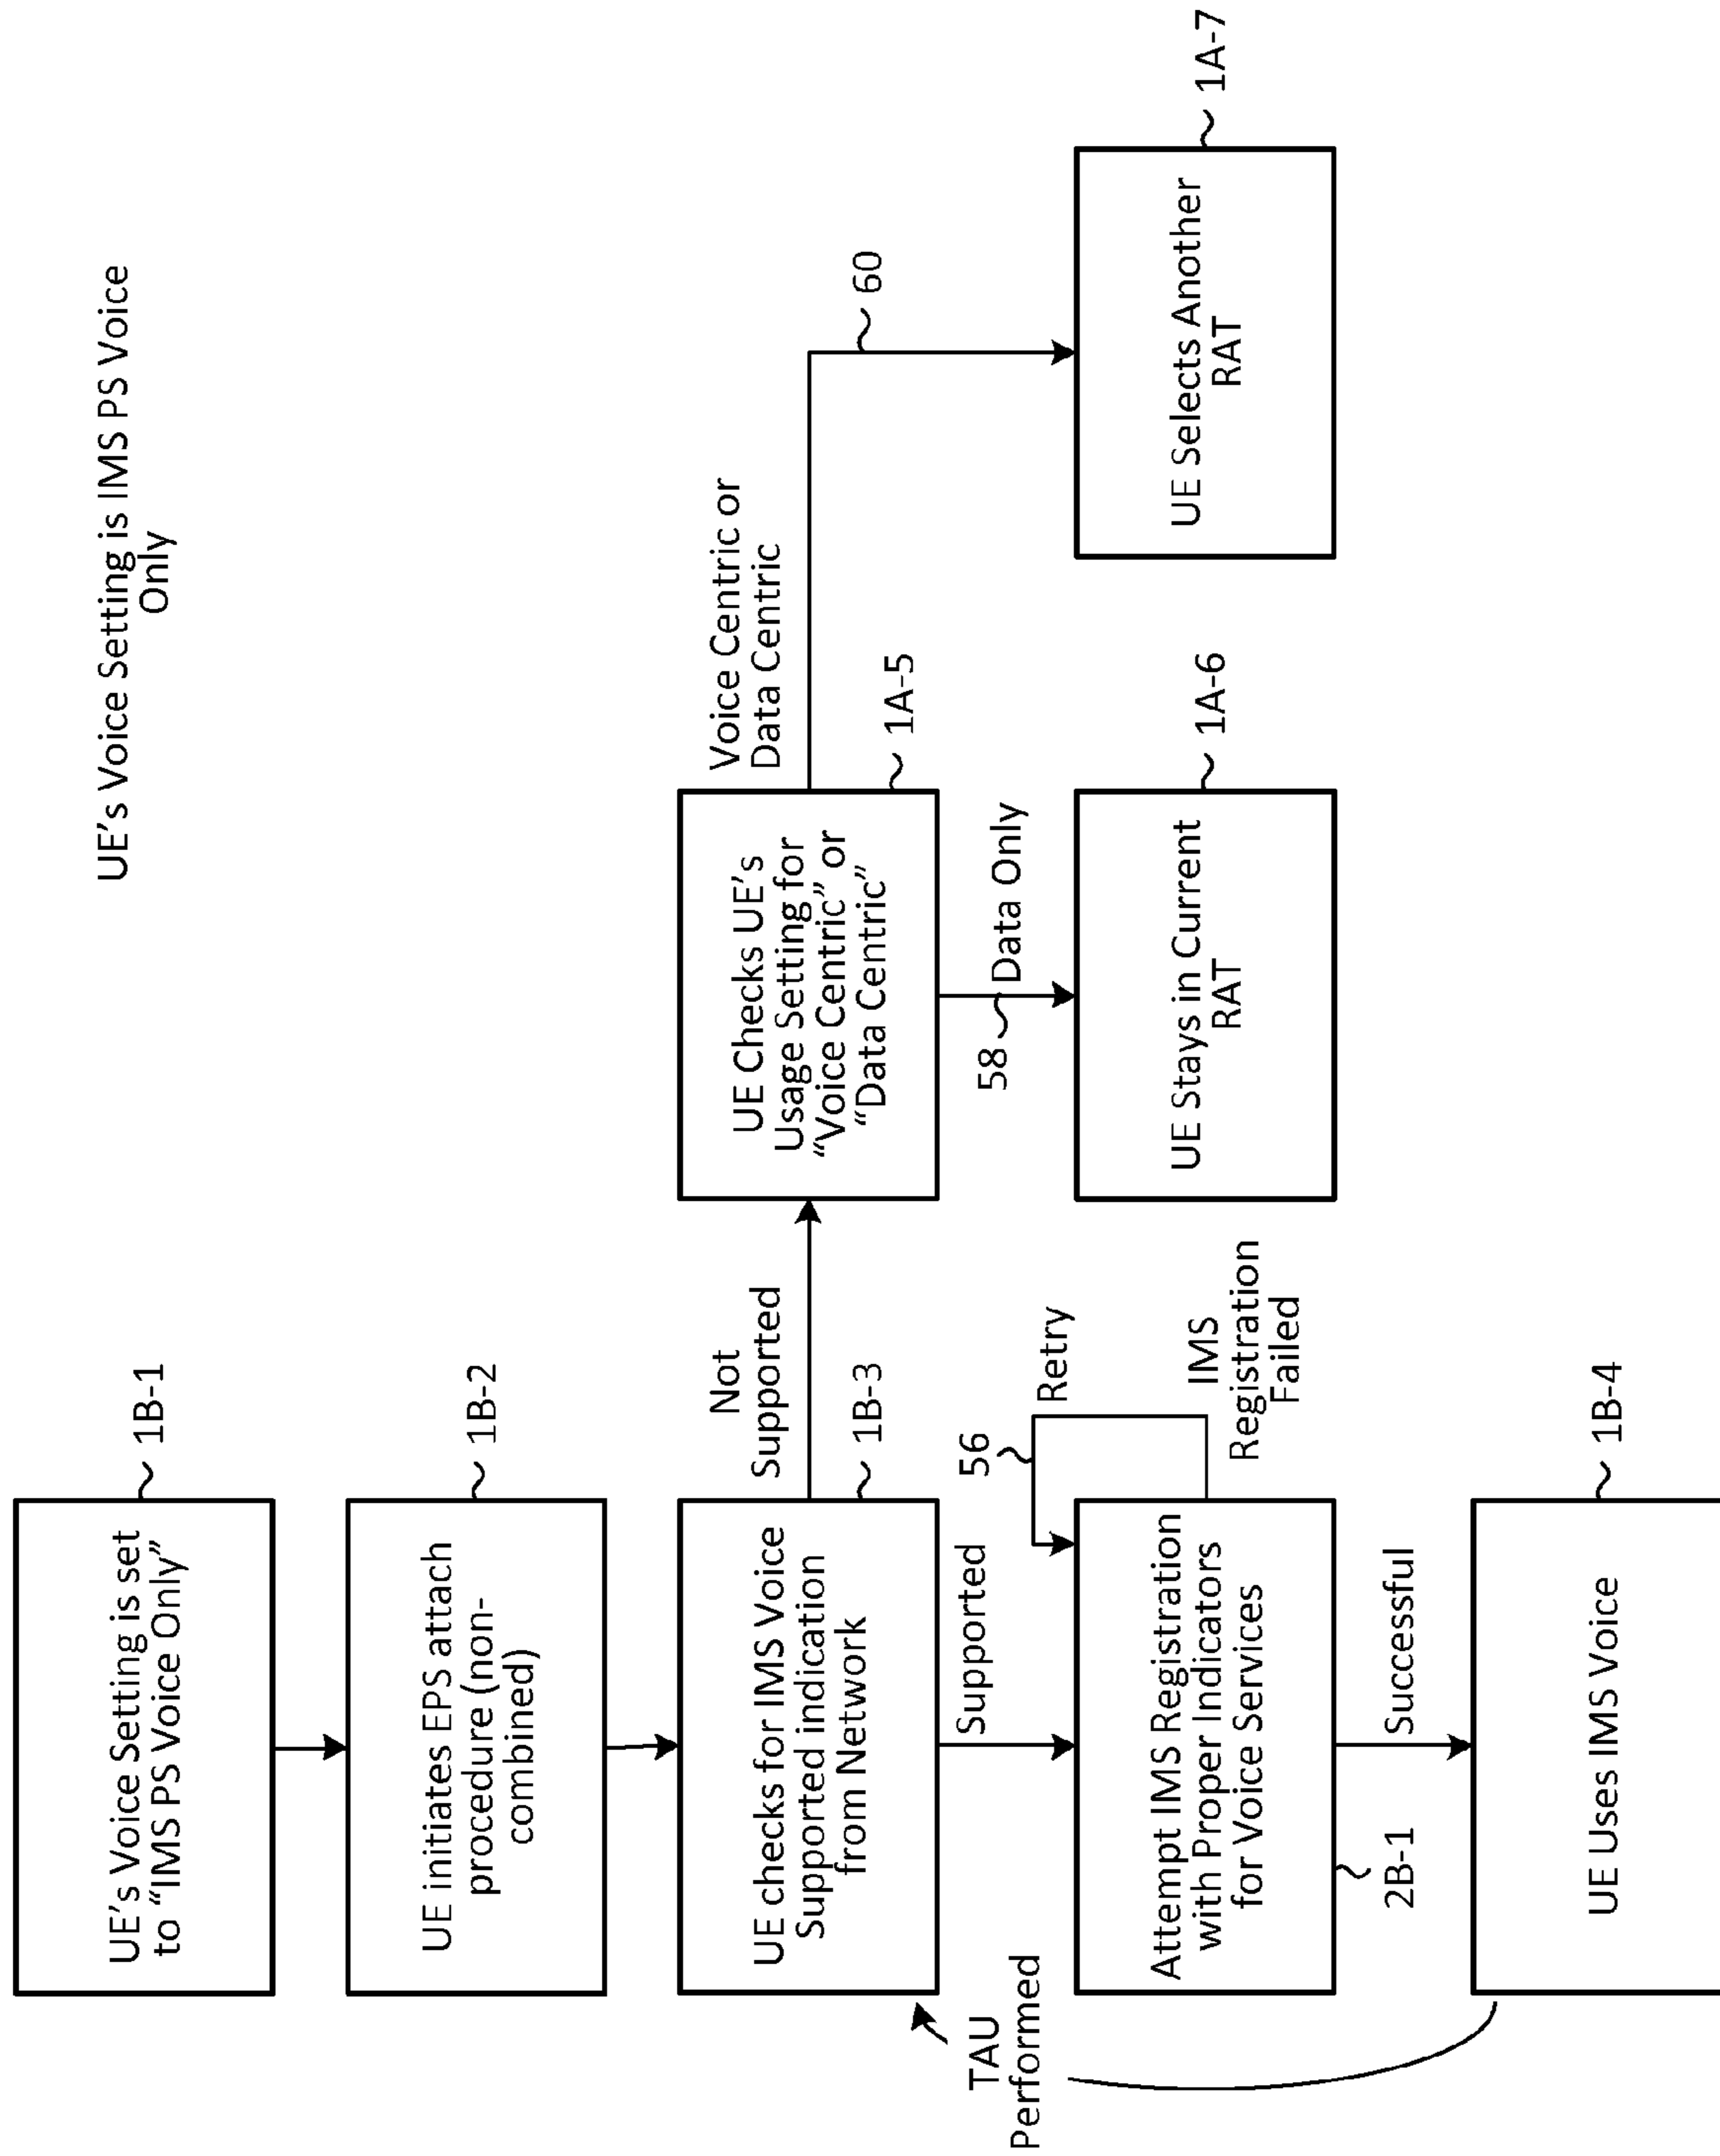 UE's Voice Setting is IMS PS Voice
Only
UE's Voice Setting is set
to “IMS PS Voice Only”
1B-1
UE initiates EPS attach
procedure (non-
combined)
1B-2
UE checks for IMS Voice
Supported indication
from Network
1B-3
Not
Supported
UE Checks UE's
Usage Setting for
“Voice Centric” or
“Data Centric”
1A-5
Voice Centric or
Data Centric
60
TAU
Performed
Supported
56
Retry
58
Data Only
Attempt IMS Registration
with Proper Indicators
for Voice Services
2B-1
IMS
Registration
Failed
UE Stays in Current
RAT
1A-6
UE Selects Another
RAT
1A-7
Successful
UE Uses IMS Voice
1B-4